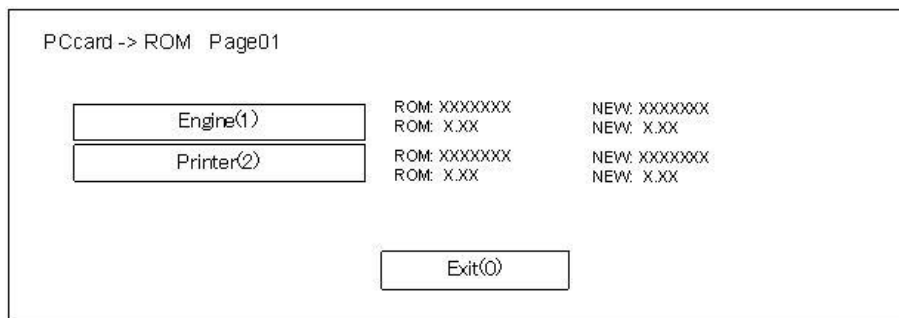 PCcard -> ROM Page01
Engine(1) ROM: XXXXXXX NEW: XXXXXXX
ROM: X.XX NEW: X.XX
Printer(2) ROM: XXXXXXX NEW: XXXXXXX
ROM: X.XX NEW: X.XX
Exit(0)